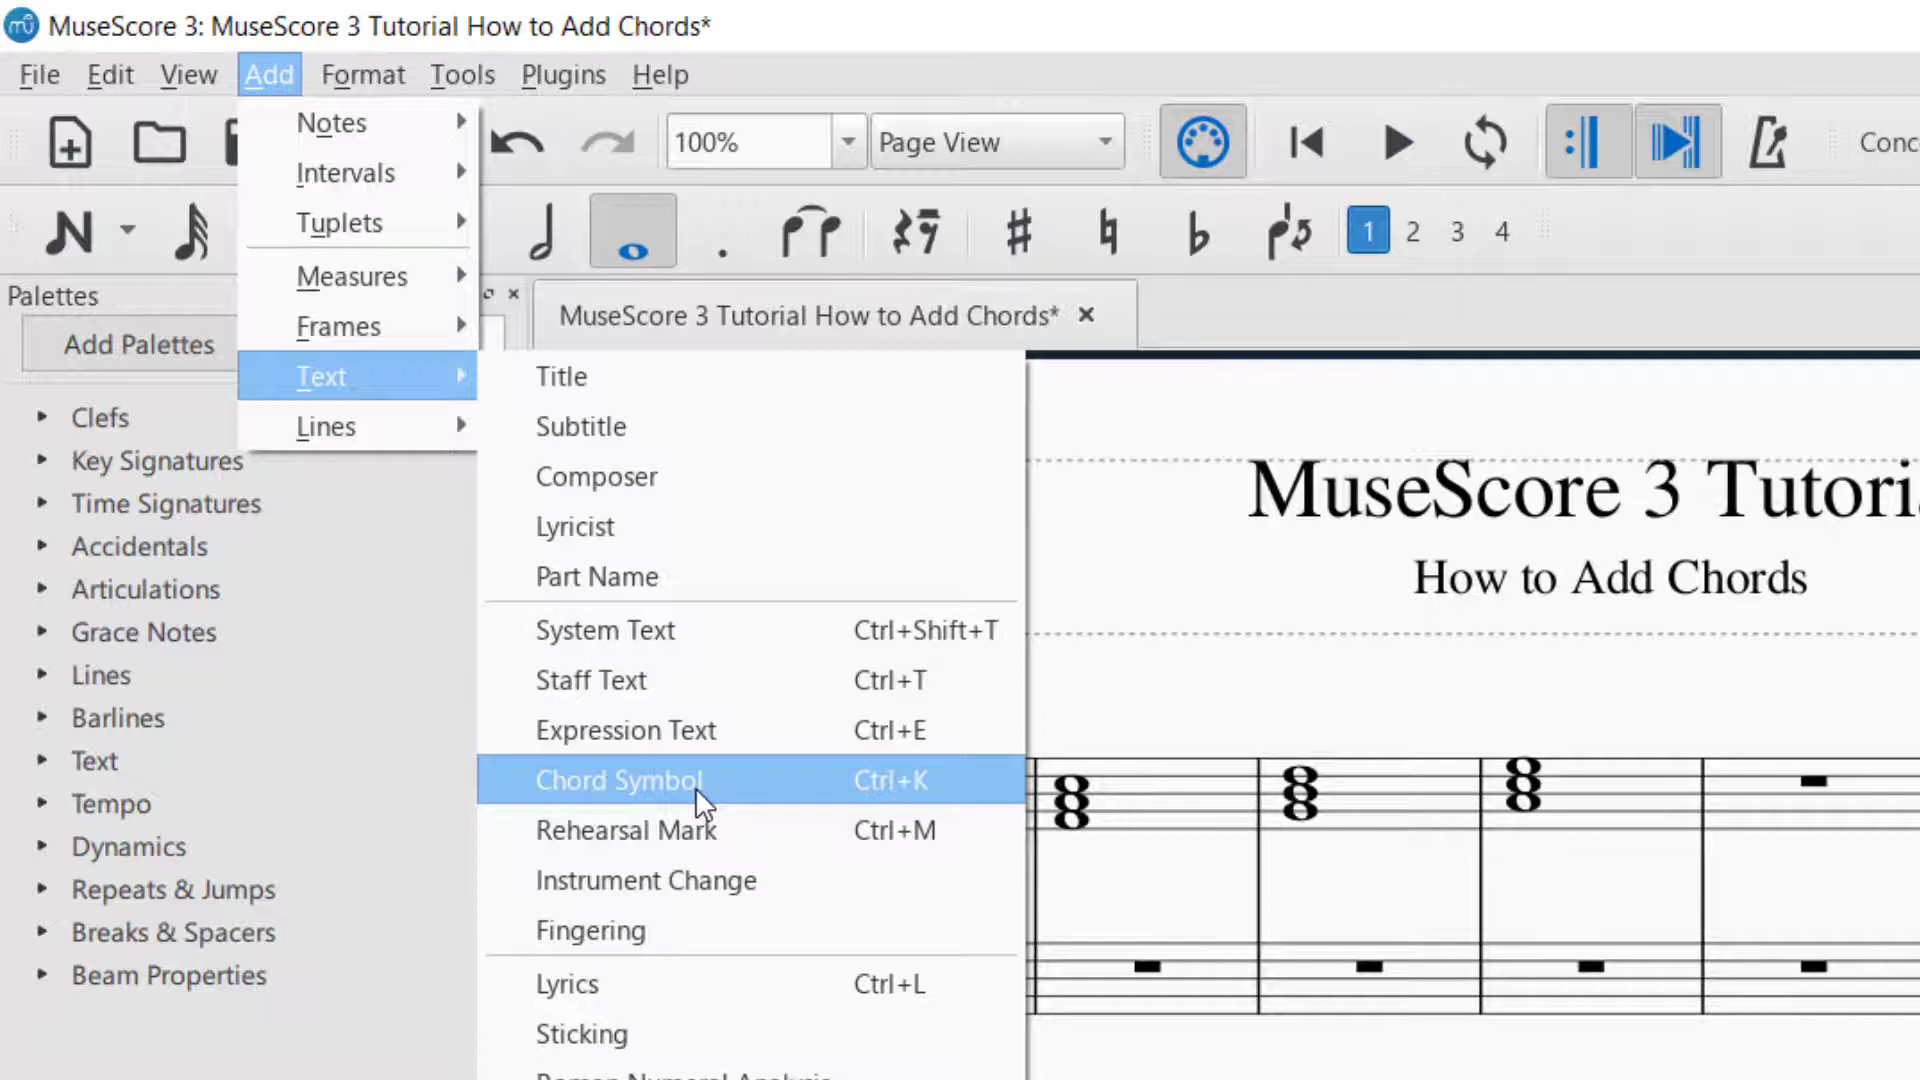 MuseScore 3: MuseScore 3 Tutorial How to Add Chords*
File Edit View Add Format Tools Plugins Help
Notes
Intervals
Tuplets
Measures
Frames
Text
Lines
100%
Page View
Conc
1 2 3 4
Palettes
Add Palettes
MuseScore 3 Tutorial How to Add Chords*
Clefs
Key Signatures
Time Signatures
Accidentals
Articulations
Grace Notes
Lines
Barlines
Text
Tempo
Dynamics
Repeats & Jumps
Breaks & Spacers
Beam Properties
Title
Subtitle
Composer
Lyricist
Part Name
System Text Ctrl+Shift+T
Staff Text Ctrl+T
Expression Text Ctrl+E
Chord Symbol Ctrl+K
Rehearsal Mark Ctrl+M
Instrument Change
Fingering
Lyrics Ctrl+L
Sticking
Roman Numeral Analysis
MuseScore 3 Tutori
How to Add Chords